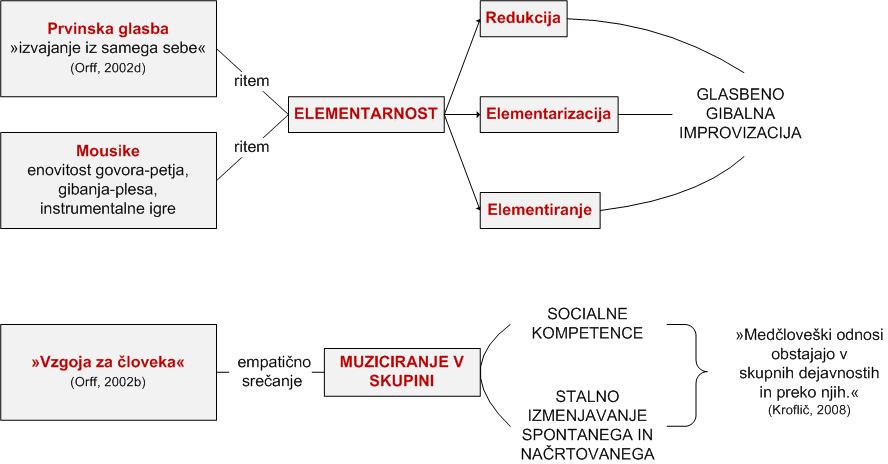 Prvinska glasba
»izvajanje iz samega sebe«
(Orff, 2002d)
ritem
Mousike
enovitost govora-petja,
gibanja-plesa,
instrumentalne igre
ritem
ELEMENTARNOST
Redukcija
Elementarizacija
Elementiranje
GLASBENO
GIBALNA
IMPROVIZACIJA
»Vzgoja za človeka«
(Orff, 2002b)
empatično
srečanje
MUZICIRANJE V
SKUPINI
SOCIALNE
KOMPETENCE
STALNO
IZMENJAVANJE
SPONTANEGA IN
NAČRTOVANEGA
»Medčloveški odnosi
obstajajo v
skupnih dejavnostih
in preko njih.«
(Kroflič, 2008)